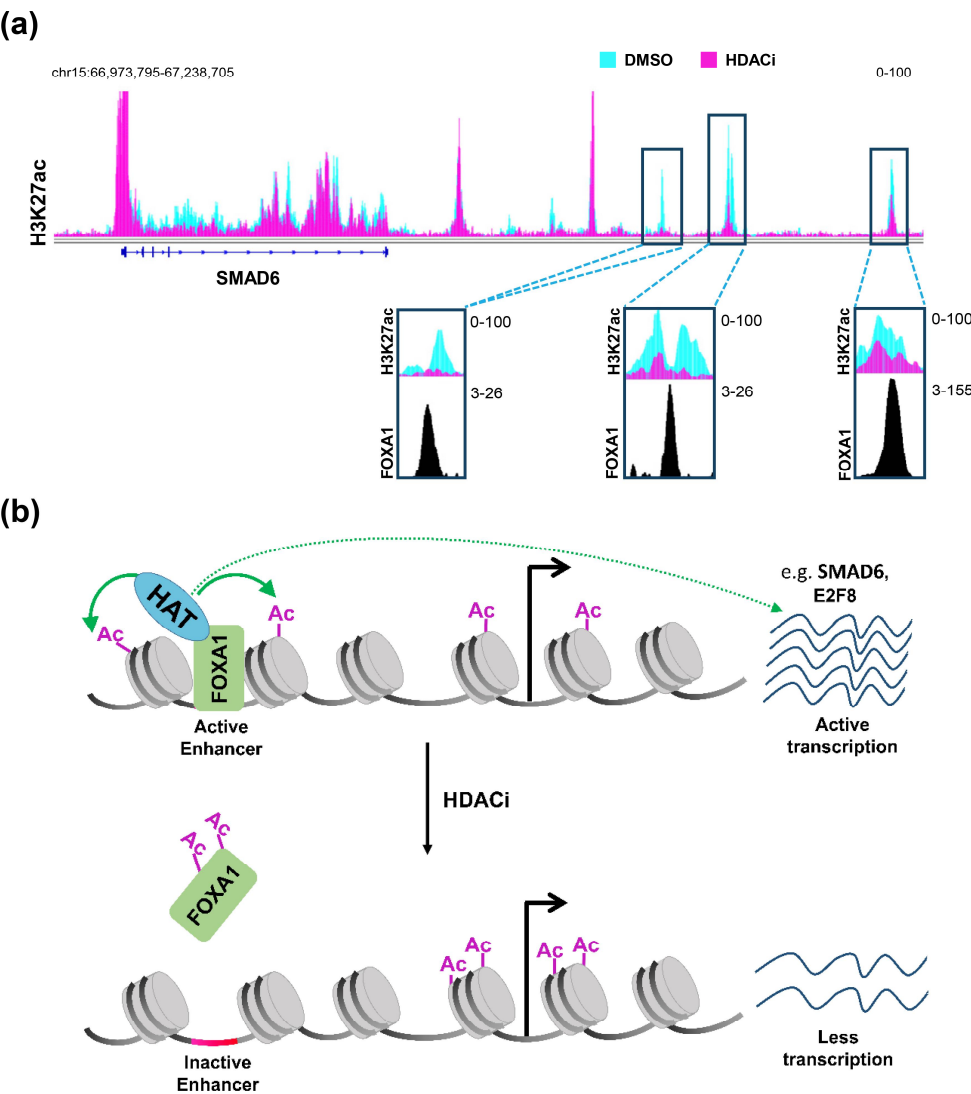 (a)
DMSO HDACi
chr15:66,973,795-67,238,705
0-100
H3K27ac
SMAD6
H3K27ac
0-100
FOXA1
3-26
H3K27ac
0-100
FOXA1
3-26
H3K27ac
0-100
FOXA1
3-155
(b)
HAT
Ac
Ac
FOXA1
Ac
Ac
e.g. SMAD6,
E2F8
Active
Enhancer
Active
transcription
HDACi
Ac
Ac
FOXA1
Ac
Ac
Ac
Ac
Inactive
Enhancer
Less
transcription